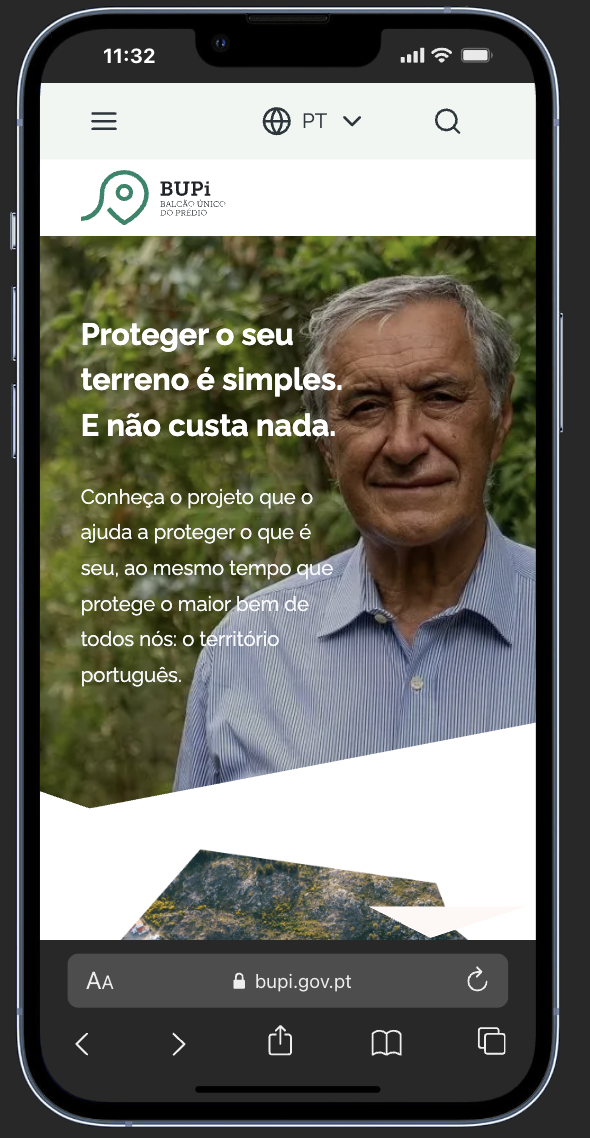 11:32
PT
BUPi
BALCÃO ÚNICO
DO PRÉDIO
Proteger o seu
terreno é simples.
E não custa nada.
Conheça o projeto que o
ajuda a proteger o que é
seu, ao mesmo tempo que
protege o maior bem de
todos nós: o território
português.
AA
bupi.gov.pt